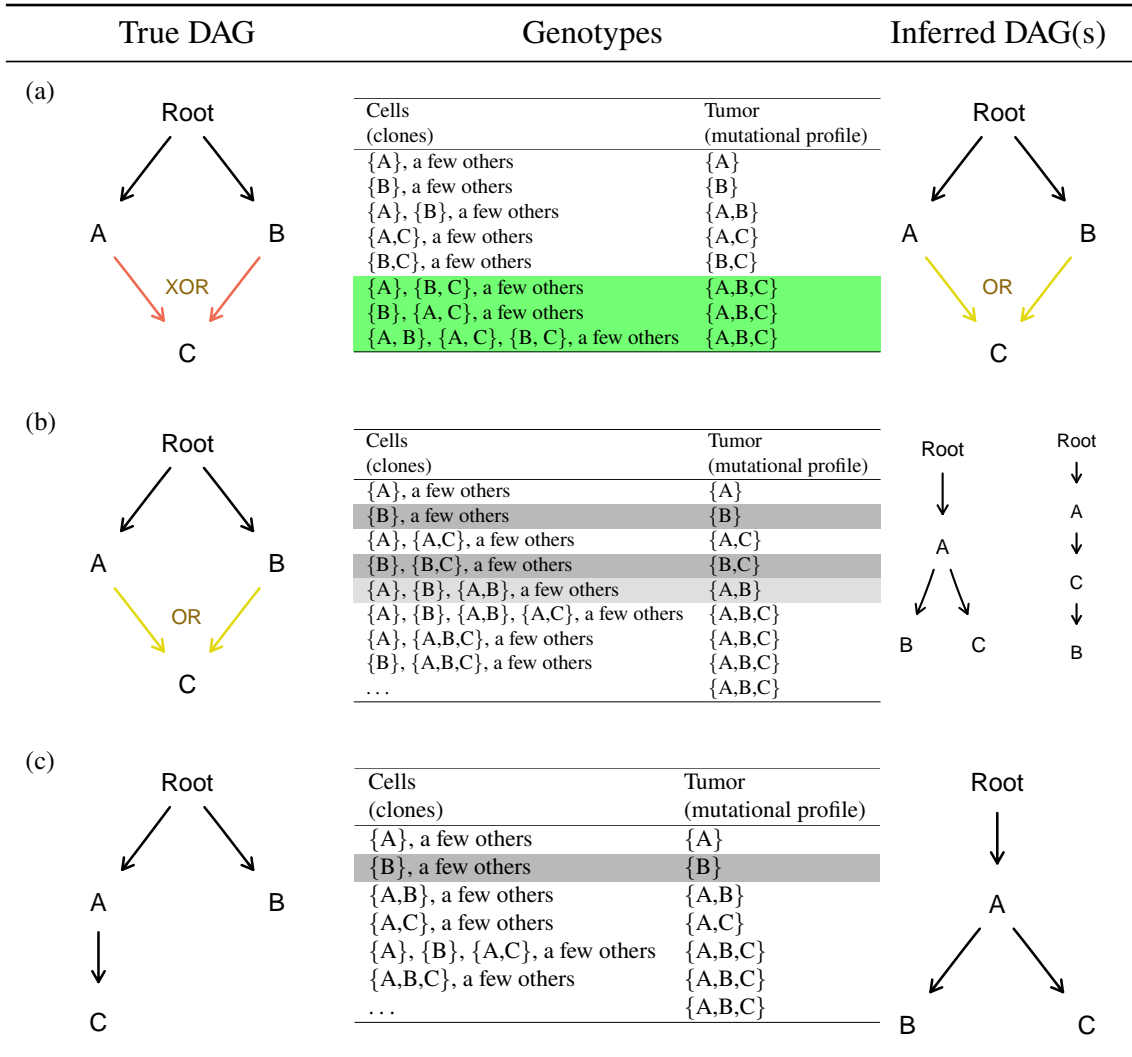 True DAG Genotypes Inferred DAG(s)
(a)
Root
A B
XOR
C
Cells Tumor
(clones) (mutational profile)
{A}, a few others {A}
{B}, a few others {B}
{A}, {B}, a few others {A,B}
{A,C}, a few others {A,C}
{B,C}, a few others {B,C}
{A}, {B, C}, a few others {A,B,C}
{B}, {A, C}, a few others {A,B,C}
{A, B}, {A, C}, {B, C}, a few others {A,B,C}
Root
A B
OR
C
(b)
Root
A B
OR
C
Cells Tumor
(clones) (mutational profile)
{A}, a few others {A}
{B}, a few others {B}
{A}, {A,C}, a few others {A,C}
{B}, {B,C}, a few others {B,C}
{A}, {B}, {A,B}, a few others {A,B}
{A}, {B}, {A,B}, {A,C}, a few others {A,B,C}
{A}, {A,B,C}, a few others {A,B,C}
{B}, {A,B,C}, a few others {A,B,C}
... {A,B,C}
Root
A
B C
Root
A
C
B
(c)
Root
A B
C
Cells Tumor
(clones) (mutational profile)
{A}, a few others {A}
{B}, a few others {B}
{A,B}, a few others {A,B}
{A,C}, a few others {A,C}
{A}, {B}, {A,C}, a few others {A,B,C}
{A,B,C}, a few others {A,B,C}
... {A,B,C}
Root
A
B C